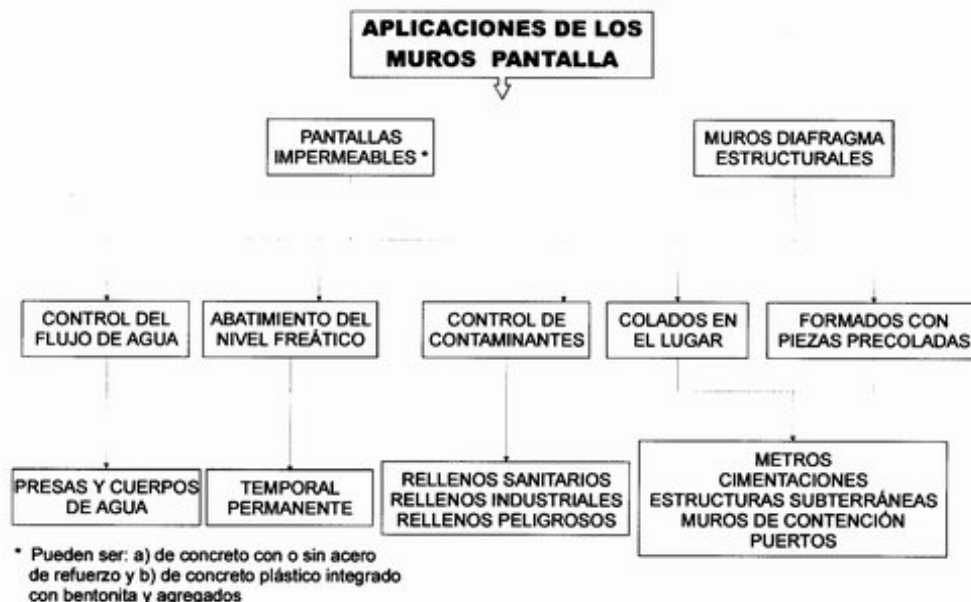 APLICACIONES DE LOS
MUROS PANTALLA
PANTALLAS
IMPERMEABLES *
MUROS DIAFRAGMA
ESTRUCTURALES
CONTROL DEL
FLUJO DE AGUA
ABATIMIENTO DEL
NIVEL FREÁTICO
CONTROL DE
CONTAMINANTES
COLADOS EN
EL LUGAR
FORMADOS CON
PIEZAS PRECOLADAS
PRESAS Y CUERPOS
DE AGUA
TEMPORAL
PERMANENTE
RELLENOS SANITARIOS
RELLENOS INDUSTRIALES
RELLENOS PELIGROSOS
METROS
CIMENTACIONES
ESTRUCTURAS SUBTERRÁNEAS
MUROS DE CONTENCIÓN
PUERTOS
* Pueden ser: a) de concreto con o sin acero
de refuerzo y b) de concreto plástico integrado
con bentonita y agregados